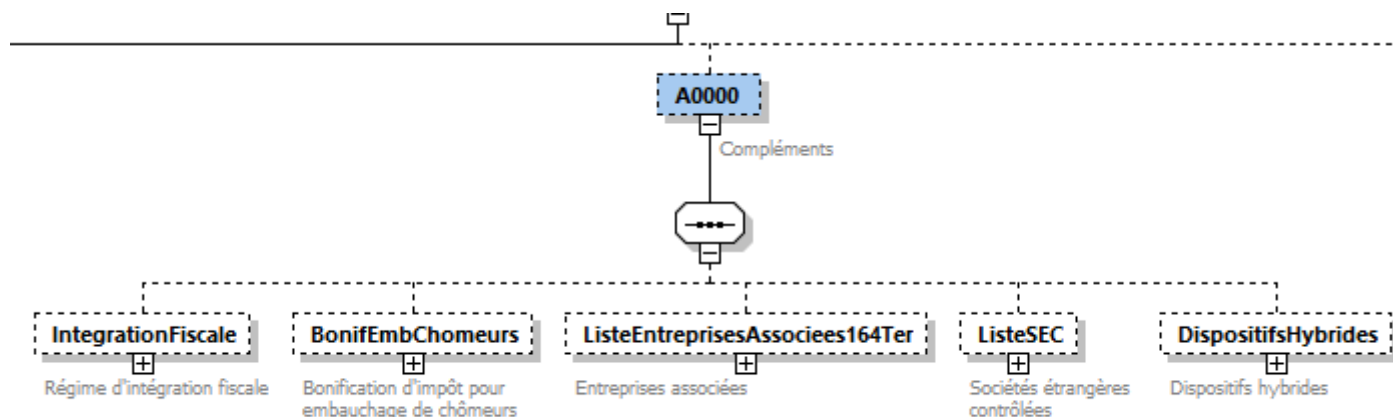 A0000
Compléments
IntegrationFiscale
BonifEmbChomeurs
ListeEntreprisesAssociees164Ter
ListeSEC
DispositifsHybrides
Régime d'intégration fiscale
Bonification d'impôt pour
embauchage de chômeurs
Entreprises associées
Sociétés étrangères
contrôlées
Dispositifs hybrides